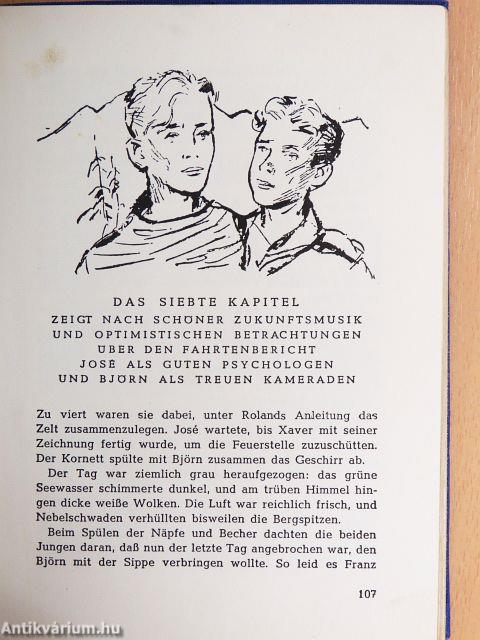 DAS SIEBTE KAPITEL
ZEIGT NACH SCHÖNER ZUKUNFTSMUSIK
UND OPTIMISTISCHEN BETRACHTUNGEN
ÜBER DEN FAHRTENBERICHT
JOSÉ ALS GUTEN PSYCHOLOGEN
UND BJÖRN ALS TREUEN KAMERADEN
Zu viert waren sie dabei, unter Rolands Anleitung das
Zelt zusammenzulegen. José wartete, bis Xaver mit seiner
Zeichnung fertig wurde, um die Feuerstelle zuzuschütten.
Der Kornett spülte mit Björn zusammen das Geschirr ab.
Der Tag war ziemlich grau heraufgezogen: das grüne
Seewasser schimmerte dunkel, und am trüben Himmel hin-
gen dicke weiße Wolken. Die Luft war reichlich frisch, und
Nebelschwaden verhüllten bisweilen die Bergspitzen.
Beim Spülen der Näpfe und Becher dachten die beiden
Jungen daran, daß nun der letzte Tag angebrochen war, den
Björn mit der Sippe verbringen wollte. So leid es Franz
107
Antikvárium.hu